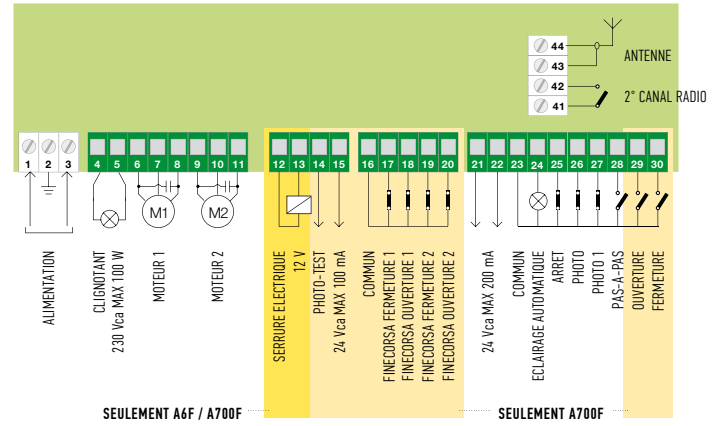 44
ANTENNE
43
42
2° CANAL RADIO
41
1 2 3 4 5 6 7 8 9 10 11 12 13 14 15 16 17 18 19 20 21 22 23 24 25 26 27 28 29 30
M1
M2
ALIMENTATION
CLIGNOTANT
230 Vca MAX 100 W
MOTEUR 1
MOTEUR 2
SERRURE ELECTRIQUE
12 V
PHOTO-TEST
24 Vca MAX 100 mA
COMMUN
FINECORSA FERMETURE 1
FINECORSA OUVERTURE 1
FINECORSA FERMETURE 2
FINECORSA OUVERTURE 2
24 Vca MAX 200 mA
COMMUN
ECLAIRAGE AUTOMATIQUE
ARRET
PHOTO
PHOTO 1
PAS-A-PAS
OUVERTURE
FERMETURE
SEULEMENT A6F / A700F
SEULEMENT A700F